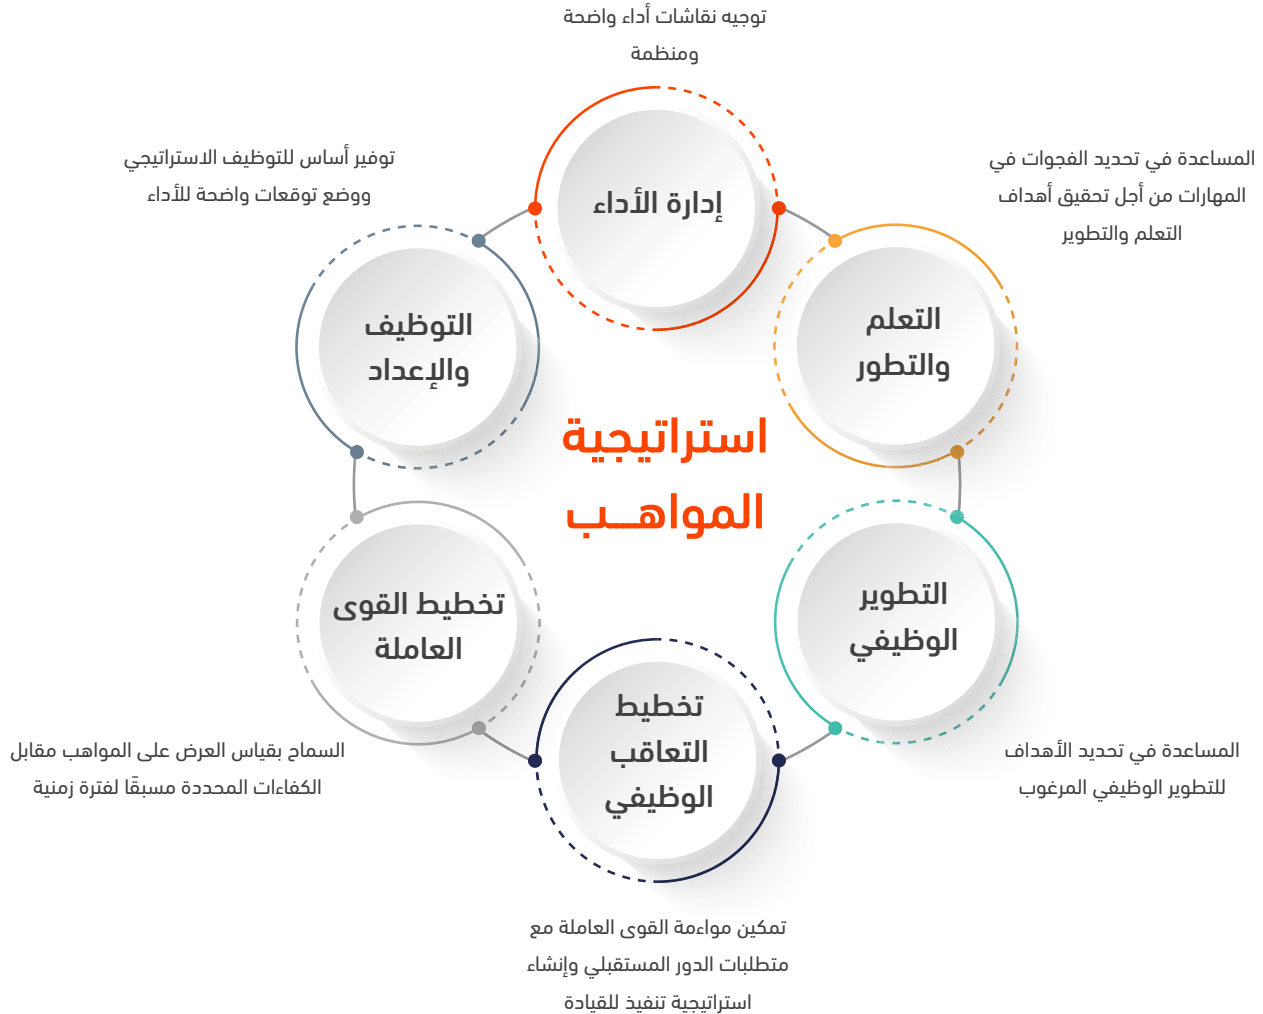 توجيه نقاشات أداء واضحة
ومنظمة
إدارة الأداء
المساعدة في تحديد الفجوات في
المهارات من أجل تحقيق أهداف
التعلم والتطوير
التعلم
والتطور
توفير أساس للتوظيف الاستراتيجي
ووضع توقعات واضحة للأداء
التوظيف
والإعداد
استراتيجية
المواهـــب
التطوير
الوظيفي
المساعدة في تحديد الأهداف
للتطوير الوظيفي المرغوب
تخطيط القوى
العاملة
السماح بقياس العرض على المواهب مقابل
الكفاءات المحددة مسبقًا لفترة زمنية
تخطيط
التعاقب
الوظيفي
تمكين مواءمة القوى العاملة مع
متطلبات الدور المستقبلي وإنشاء
استراتيجية تنفيذ للقيادة